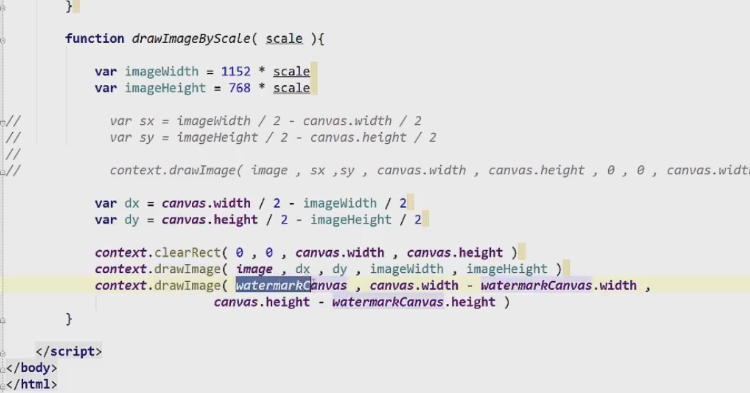 }
function drawImageByScale( scale ){
var imageWidth = 1152 * scale
var imageHeight = 768 * scale
// var sx = imageWidth / 2 - canvas.width / 2
// var sy = imageHeight / 2 - canvas.height / 2
//
// context.drawImage( image , sx ,sy , canvas.width , canvas.height , 0 , 0 , canvas.widt
var dx = canvas.width / 2 - imageWidth / 2
var dy = canvas.height / 2 - imageHeight / 2
context.clearRect( 0 , 0 , canvas.width , canvas.height )
context.drawImage( image , dx , dy , imageWidth , imageHeight )
context.drawImage( watermarkCanvas , canvas.width - watermarkCanvas.width ,
canvas.height - watermarkCanvas.height )
}
</script>
</body>
</html>